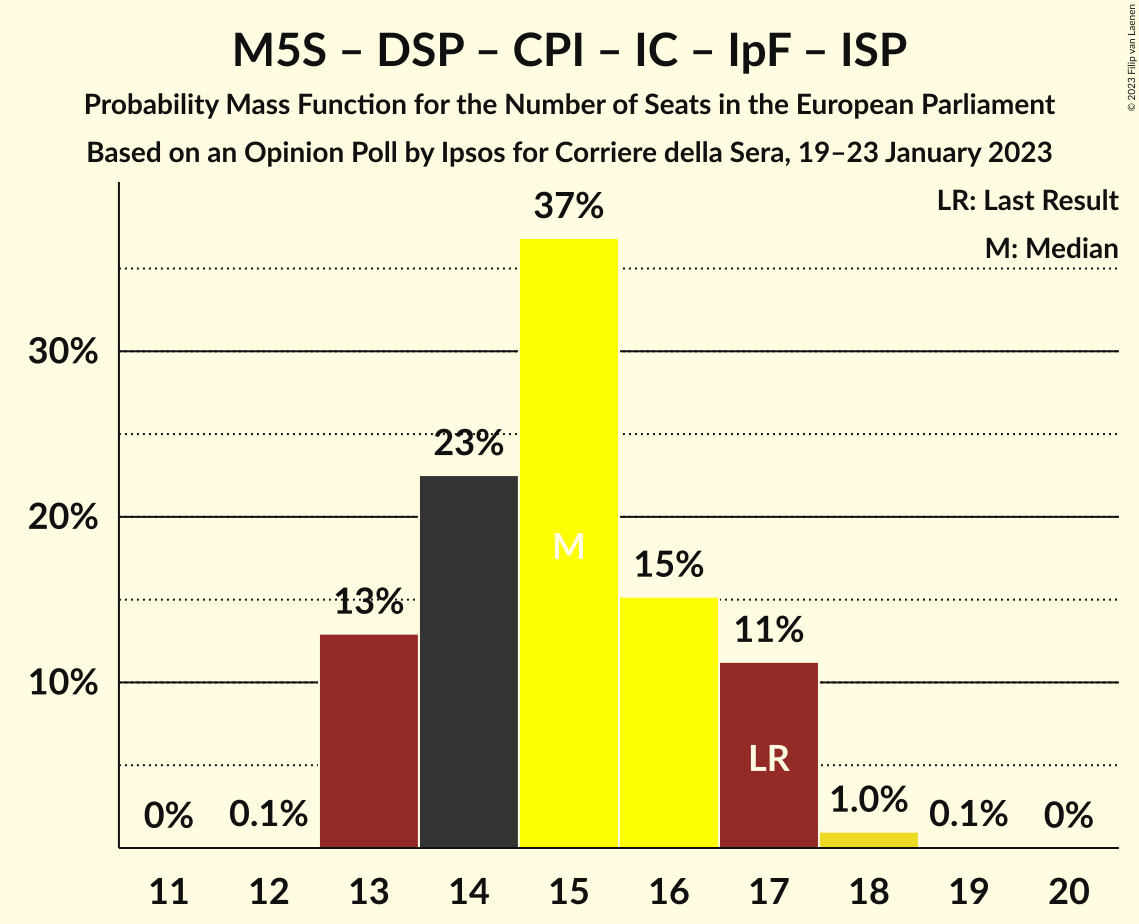 M5S – DSP – CPI – IC – IpF – ISP
Probability Mass Function for the Number of Seats in the European Parliament
Based on an Opinion Poll by Ipsos for Corriere della Sera, 19–23 January 2023
© 2023 Filip van Laenen
LR: Last Result
M: Median
37%
30%
23%
20%
M
15%
13%
11%
10%
LR
0%
0.1%
1.0%
0.1%
0%
11 12 13 14 15 16 17 18 19 20